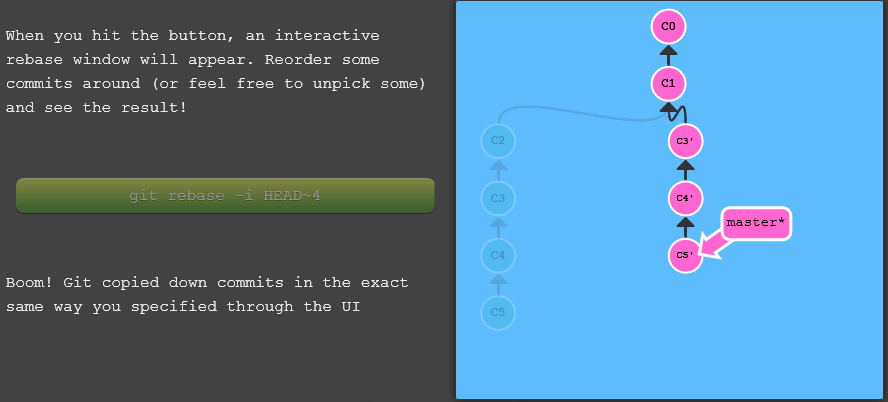 When you hit the button, an interactive
rebase window will appear. Reorder some
commits around (or feel free to unpick some)
and see the result!
git rebase -i HEAD~4
Boom! Git copied down commits in the exact
same way you specified through the UI
C0
C1
C2
C3'
C3
C4'
master*
C4
C5'
C5